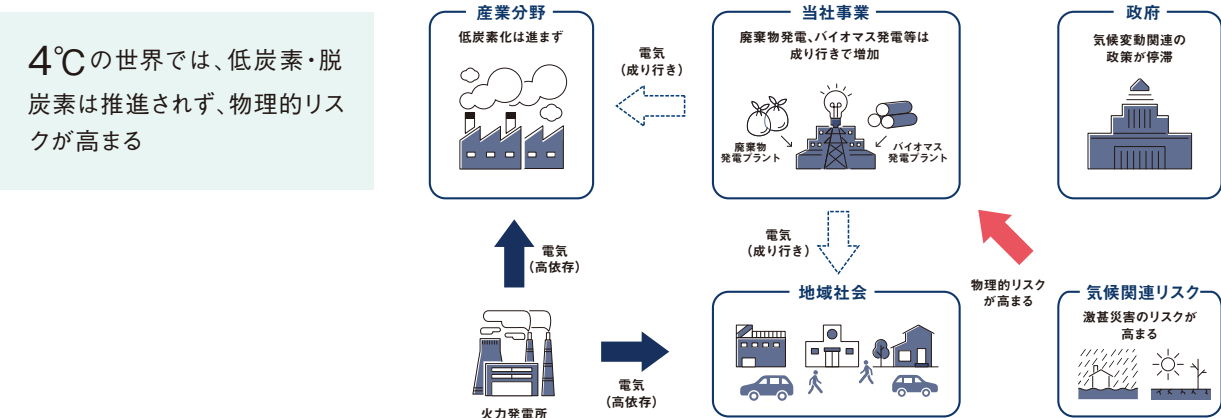 4℃の世界では、低炭素・脱
炭素は推進されず、物理的リス
クが高まる
産業分野
低炭素化は進まず
電気
(成り行き)
当社事業
廃棄物発電、バイオマス発電等は
成り行きで増加
廃棄物
発電プラント
バイオマス
発電プラント
政府
気候変動関連の
政策が停滞
電気
(高依存)
電気
(成り行き)
物理的リスク
が高まる
火力発電所
電気
(高依存)
地域社会
気候関連リスク
激甚災害のリスクが
高まる